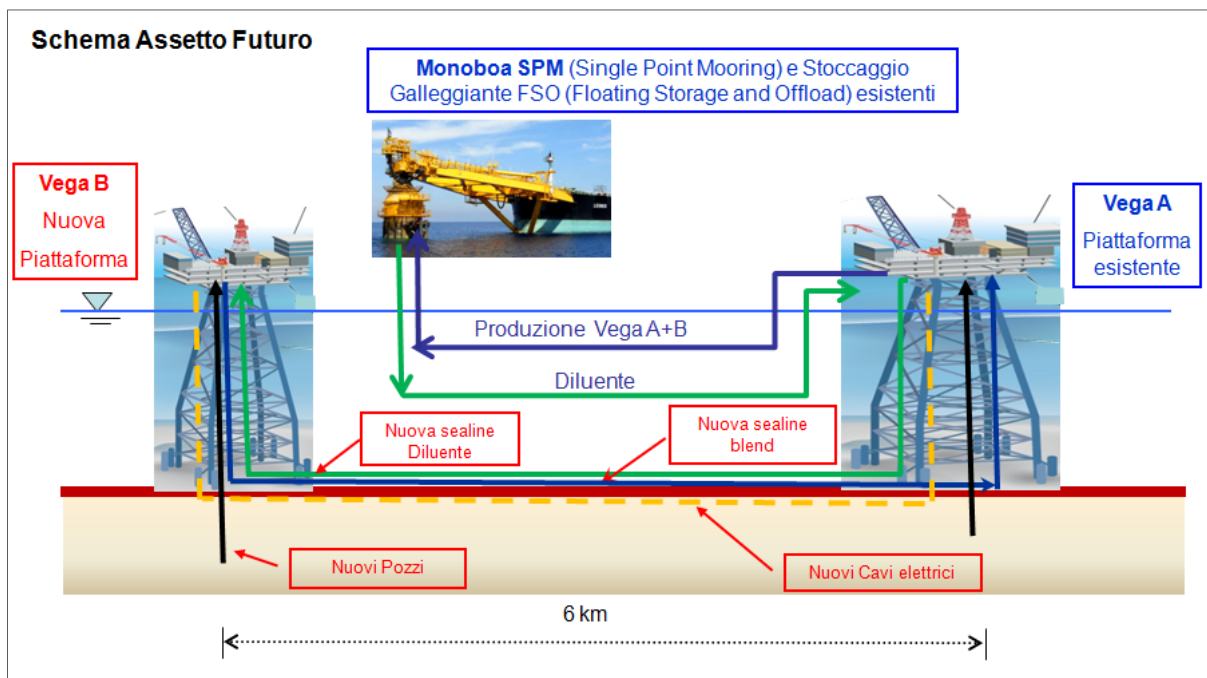 Schema Assetto Futuro
Monoboa SPM (Single Point Mooring) e Stoccaggio
Galleggiante FSO (Floating Storage and Offload) esistenti
Vega B
Nuova
Piattaforma
Vega A
Piattaforma
esistente
Produzione Vega A+B
Diluente
Nuova sealine
Diluente
Nuova sealine
blend
Nuovi Pozzi
Nuovi Cavi elettrici
6 km